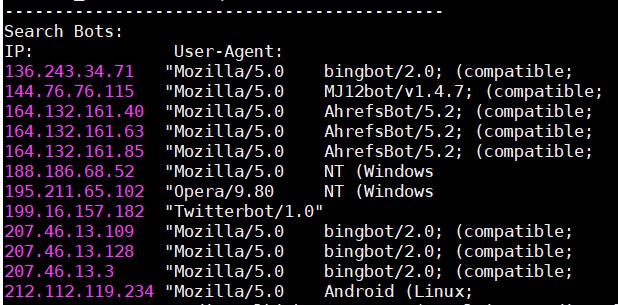 ---------------------------------------------
Search Bots:
IP: User-Agent:
136.243.34.71 "Mozilla/5.0 bingbot/2.0; (compatible;
144.76.76.115 "Mozilla/5.0 MJ12bot/v1.4.7; (compatible;
164.132.161.40 "Mozilla/5.0 AhrefsBot/5.2; (compatible;
164.132.161.63 "Mozilla/5.0 AhrefsBot/5.2; (compatible;
164.132.161.85 "Mozilla/5.0 AhrefsBot/5.2; (compatible;
188.186.68.52 "Mozilla/5.0 NT (Windows
195.211.65.102 "Opera/9.80 NT (Windows
199.16.157.182 "Twitterbot/1.0"
207.46.13.109 "Mozilla/5.0 bingbot/2.0; (compatible;
207.46.13.128 "Mozilla/5.0 bingbot/2.0; (compatible;
207.46.13.3 "Mozilla/5.0 bingbot/2.0; (compatible;
212.112.119.234 "Mozilla/5.0 Android (Linux;